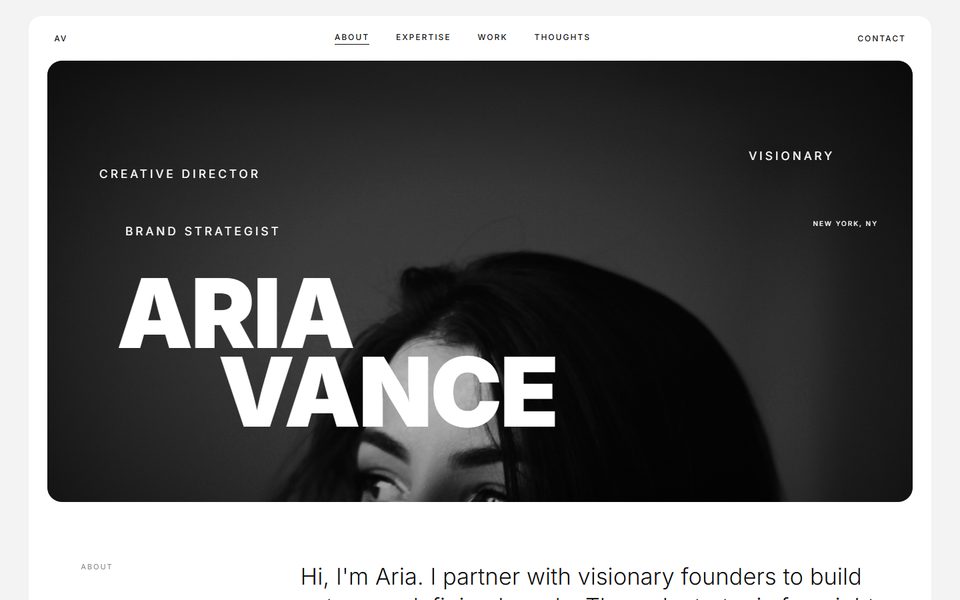 AV
ABOUT
EXPERTISE
WORK
THOUGHTS
CONTACT
VISIONARY
CREATIVE DIRECTOR
NEW YORK, NY
BRAND STRATEGIST
ARIA
VANCE
ABOUT
Hi, I'm Aria. I partner with visionary founders to build